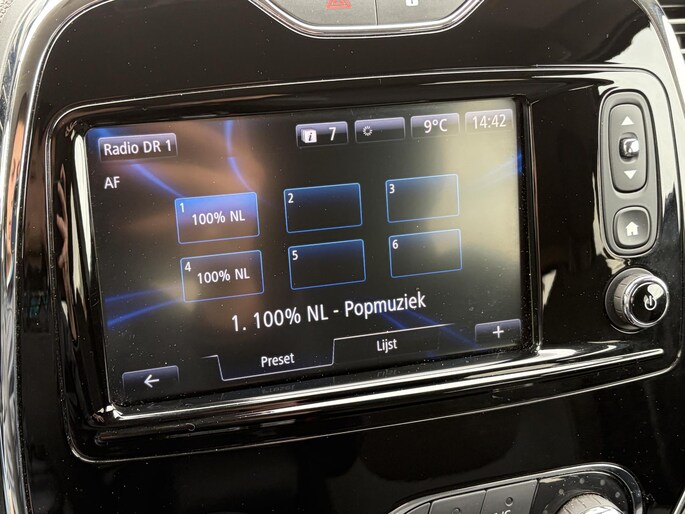 Radio DR 1
7
9°C
14:42
AF
1 100% NL
2
3
4 100% NL
5
6
1. 100% NL - Popmuziek
Preset
Lijst
+